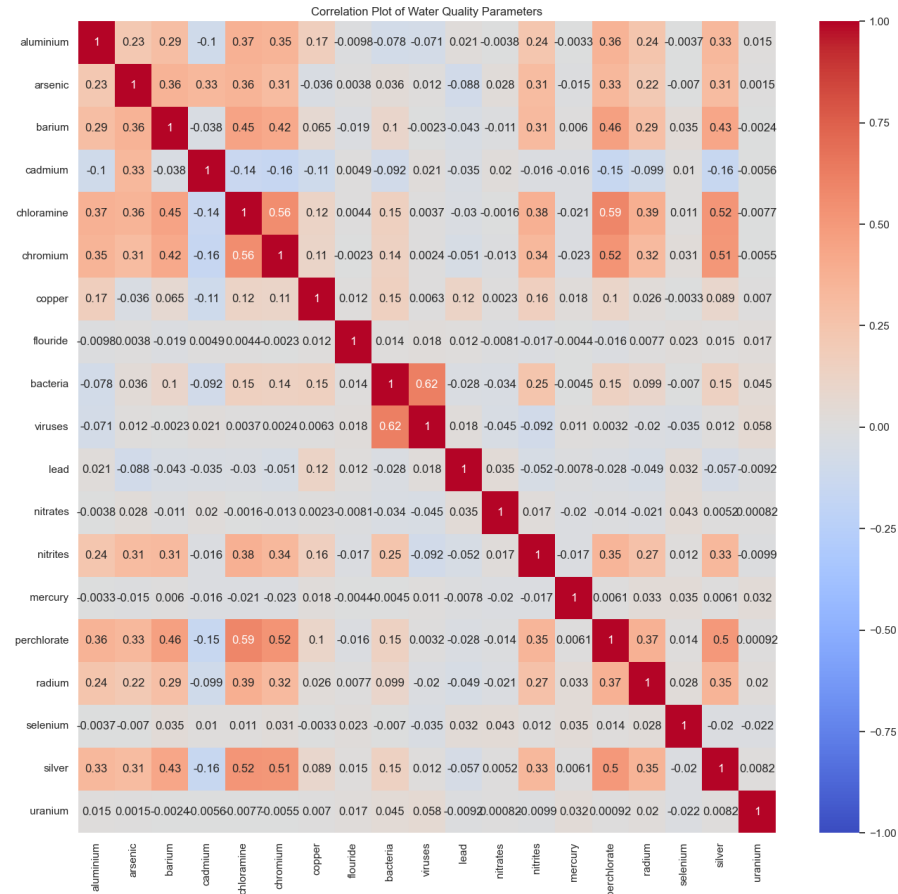 Correlation Plot of Water Quality Parameters
aluminium 1 0.23 0.29 -0.1 0.37 0.35 0.17 -0.0098 -0.078 -0.071 0.021 -0.0038 0.24 -0.0033 0.36 0.24 -0.0037 0.33 0.015
arsenic 0.23 1 0.36 0.33 0.36 0.31 -0.036 0.0038 0.036 0.012 -0.088 0.028 0.31 -0.015 0.33 0.22 -0.007 0.31 0.0015
barium 0.29 0.36 1 -0.038 0.45 0.42 0.065 -0.019 0.1 -0.0023 -0.043 -0.011 0.31 0.006 0.46 0.29 0.035 0.43 -0.0024
cadmium -0.1 0.33 -0.038 1 -0.14 -0.16 -0.11 0.0049 -0.092 0.021 -0.035 0.02 -0.016 -0.016 -0.15 -0.099 0.01 -0.16 -0.0056
chloramine 0.37 0.36 0.45 -0.14 1 0.56 0.12 0.0044 0.15 0.0037 -0.03 -0.0016 0.38 -0.021 0.59 0.39 0.011 0.52 -0.0077
chromium 0.35 0.31 0.42 -0.16 0.56 1 0.11 -0.0023 0.14 0.0024 -0.051 -0.013 0.34 -0.023 0.52 0.32 0.031 0.51 -0.0055
copper 0.17 -0.036 0.065 -0.11 0.12 0.11 1 0.012 0.15 0.0063 0.12 0.0023 0.16 0.018 0.1 0.026 -0.0033 0.089 0.007
flouride -0.0098 0.0038 -0.019 0.0049 0.0044 -0.0023 0.012 1 0.014 0.018 0.012 -0.0081 -0.017 -0.0044 -0.016 0.0077 0.023 0.015 0.017
bacteria -0.078 0.036 0.1 -0.092 0.15 0.14 0.15 0.014 1 0.62 -0.028 -0.034 0.25 -0.0045 0.15 0.099 -0.007 0.15 0.045
viruses -0.071 0.012 -0.0023 0.021 0.0037 0.0024 0.0063 0.018 0.62 1 0.018 -0.045 -0.092 0.011 0.0032 -0.02 -0.035 0.012 0.058
lead 0.021 -0.088 -0.043 -0.035 -0.03 -0.051 0.12 0.012 -0.028 0.018 1 0.035 -0.052 -0.0078 -0.028 -0.049 0.032 -0.057 -0.0092
nitrates -0.0038 0.028 -0.011 0.02 -0.0016 -0.013 0.0023 -0.0081 -0.034 -0.045 0.035 1 0.017 -0.02 -0.014 -0.021 0.043 0.0052 0.00082
nitrites 0.24 0.31 0.31 -0.016 0.38 0.34 0.16 -0.017 0.25 -0.092 -0.052 0.017 1 -0.017 0.35 0.27 0.012 0.33 -0.0099
mercury -0.0033 -0.015 0.006 -0.016 -0.021 -0.023 0.018 -0.0044 -0.0045 0.011 -0.0078 -0.02 -0.017 1 0.0061 0.033 0.035 0.0061 0.032
perchlorate 0.36 0.33 0.46 -0.15 0.59 0.52 0.1 -0.016 0.15 0.0032 -0.028 -0.014 0.35 0.0061 1 0.37 0.014 0.5 0.00092
radium 0.24 0.22 0.29 -0.099 0.39 0.32 0.026 0.0077 0.099 -0.02 -0.049 -0.021 0.27 0.033 0.37 1 0.028 0.35 0.02
selenium -0.0037 -0.007 0.035 0.01 0.011 0.031 -0.0033 0.023 -0.007 -0.035 0.032 0.043 0.012 0.035 0.014 0.028 1 -0.02 -0.022
silver 0.33 0.31 0.43 -0.16 0.52 0.51 0.089 0.015 0.15 0.012 -0.057 0.0052 0.33 0.0061 0.5 0.35 -0.02 1 0.0082
uranium 0.015 0.0015 -0.0024 -0.0056 -0.0077 -0.0055 0.007 0.017 0.045 0.058 -0.0092 0.00082 -0.0099 0.032 0.00092 0.02 -0.022 0.0082 1
aluminium arsenic barium cadmium chloramine chromium copper flouride bacteria viruses lead nitrates nitrites mercury perchlorate radium selenium silver uranium
1.00
0.75
0.50
0.25
0.00
−0.25
−0.50
−0.75
−1.00